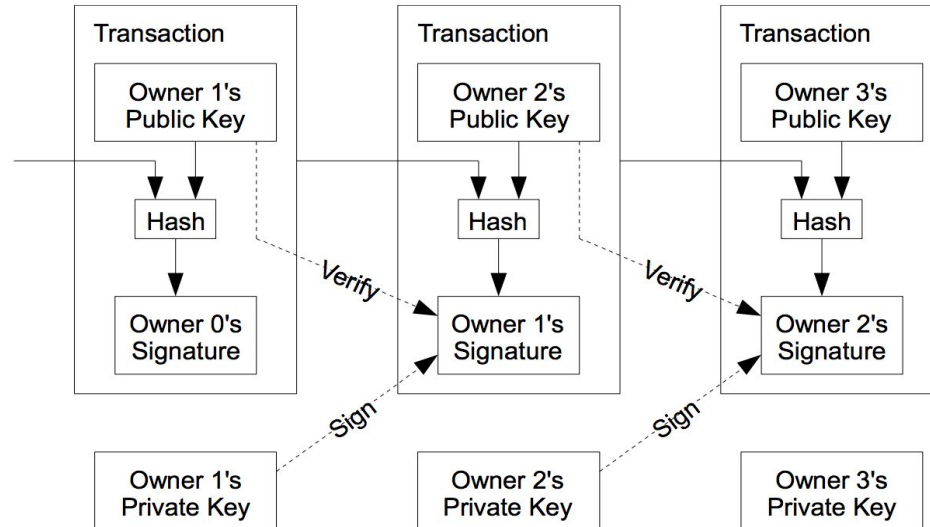 Transaction
Owner 1's
Public Key
Hash
Owner 0's
Signature
Transaction
Owner 2's
Public Key
Hash
Verify
Owner 1's
Signature
Transaction
Owner 3's
Public Key
Hash
Verify
Owner 2's
Signature
Sign
Sign
Owner 1's
Private Key
Owner 2's
Private Key
Owner 3's
Private Key